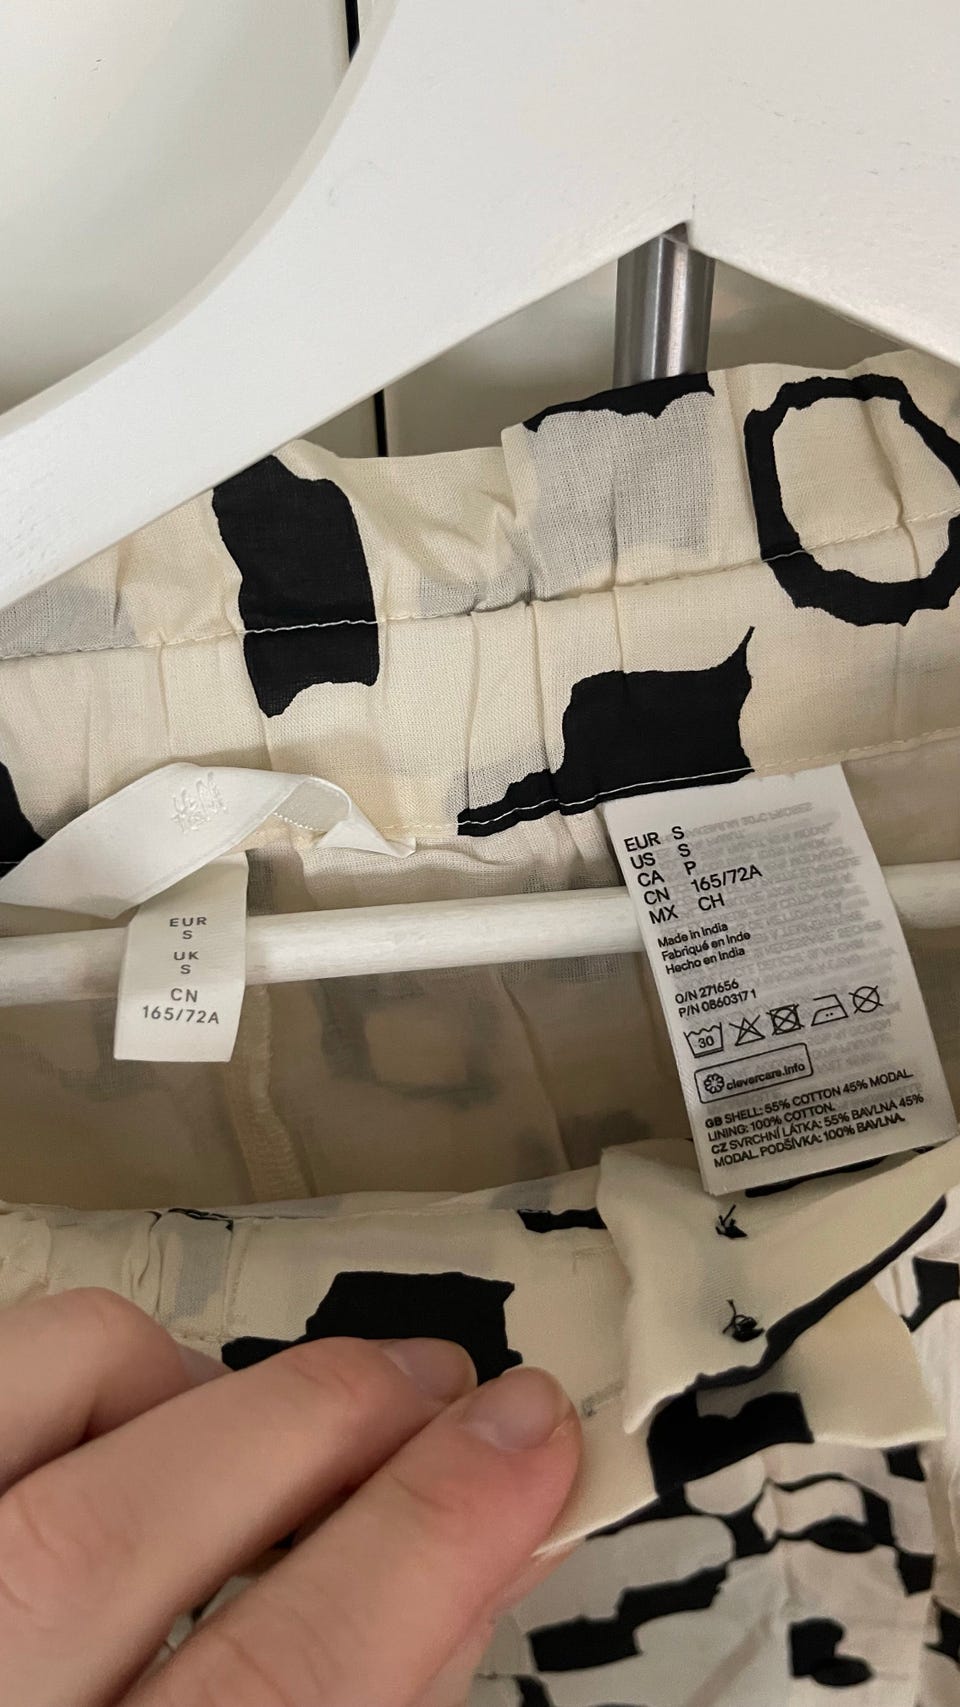 H&M
EUR
S
UK
S
CN
165/72A
EUR S
US S
CA P
CN 165/72A
MX CH
Made in India
Fabriqué en Inde
Hecho en India
O/N 271656
P/N 08603171
30
clevercare.info
GB SHELL: 55% COTTON 45% MODAL.
LINING: 100% COTTON.
CZ SVRCHNÍ LÁTKA: 55% BAVLNA 45%
MODAL. PODŠÍVKA: 100% BAVLNA.